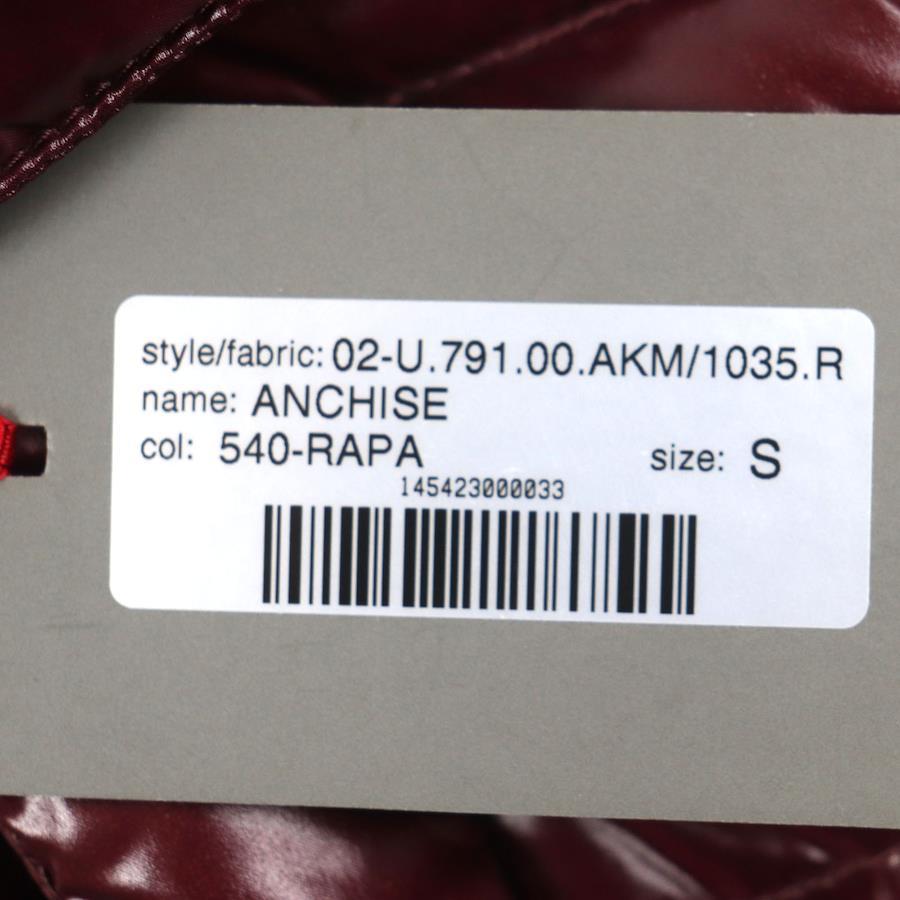 style/fabric: 02-U.791.00.AKM/1035.R
name: ANCHISE
col: 540-RAPA size: S
145423000033